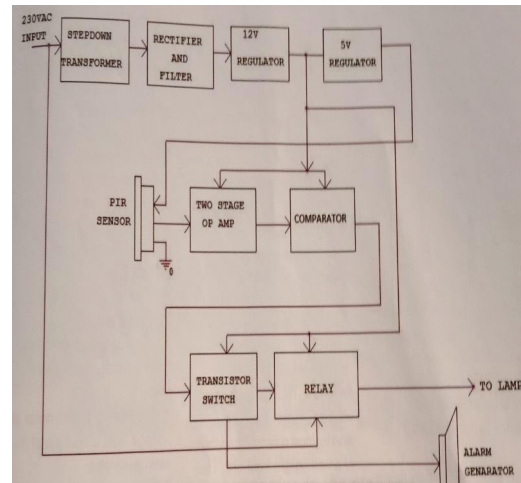 230VAC
INPUT
STEPDOWN
TRANSFORMER
RECTIFIER
AND
FILTER
12V
REGULATOR
5V
REGULATOR
PIR
SENSOR
TWO STAGE
OP AMP
COMPARATOR
0
TRANSISTOR
SWITCH
RELAY
TO LAMP
ALARM
GENARATOR